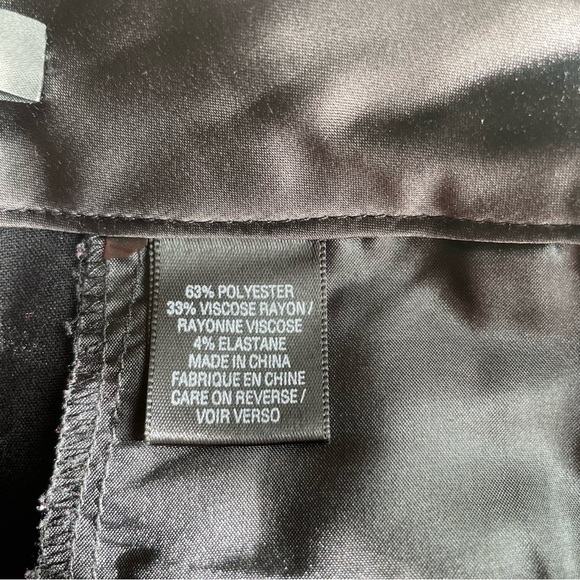 63% POLYESTER
33% VISCOSE RAYON/
RAYONNE VISCOSE
4% ELASTANE
MADE IN CHINA
FABRIQUE EN CHINE
CARE ON REVERSE/
VOIR VERSO